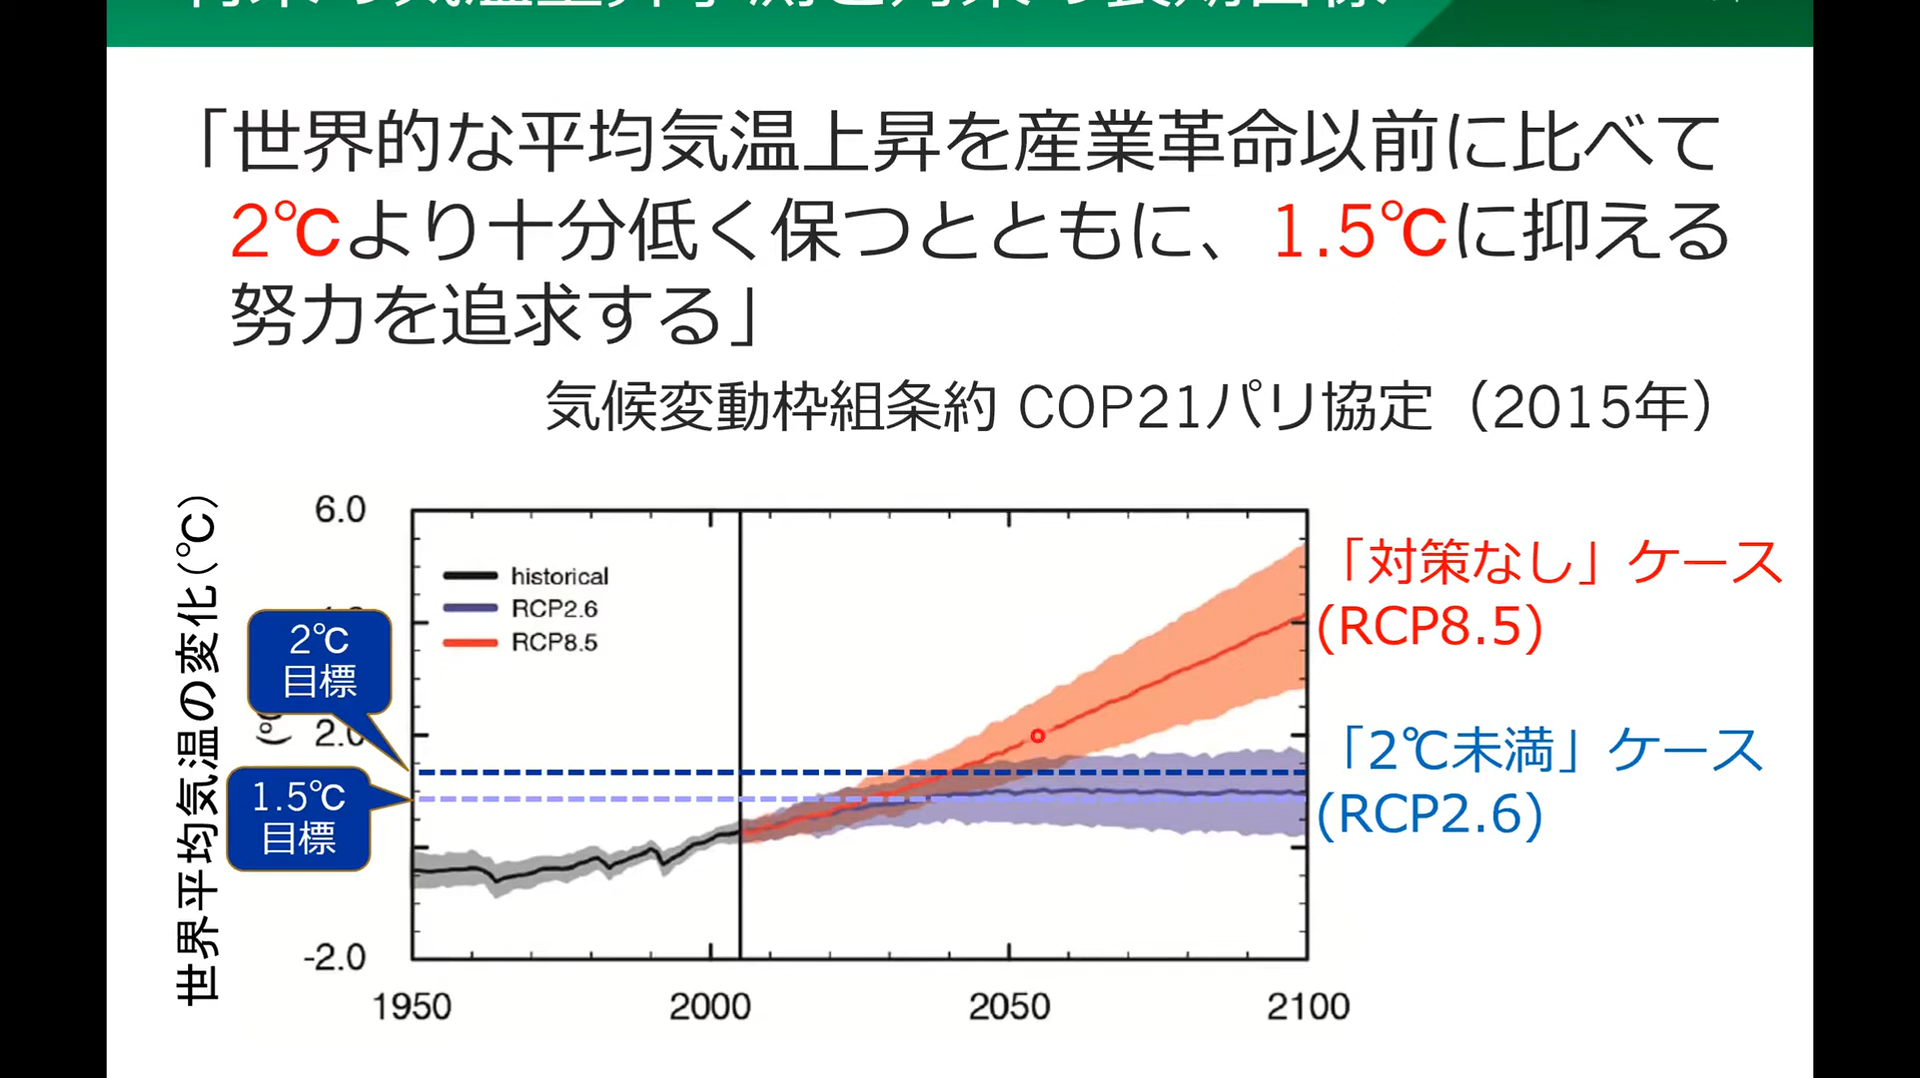 「世界的な平均気温上昇を産業革命以前に比べて
2℃より十分低く保つとともに、1.5℃に抑える
努力を追求する」
気候変動枠組条約 COP21パリ協定（2015年）
世界平均気温の変化(℃)
6.0
2.0
-2.0
(°C
historical
RCP2.6
RCP8.5
2℃
目標
1.5℃
目標
1950
2000
2050
2100
「対策なし」ケース
(RCP8.5)
「2℃未満」ケース
(RCP2.6)